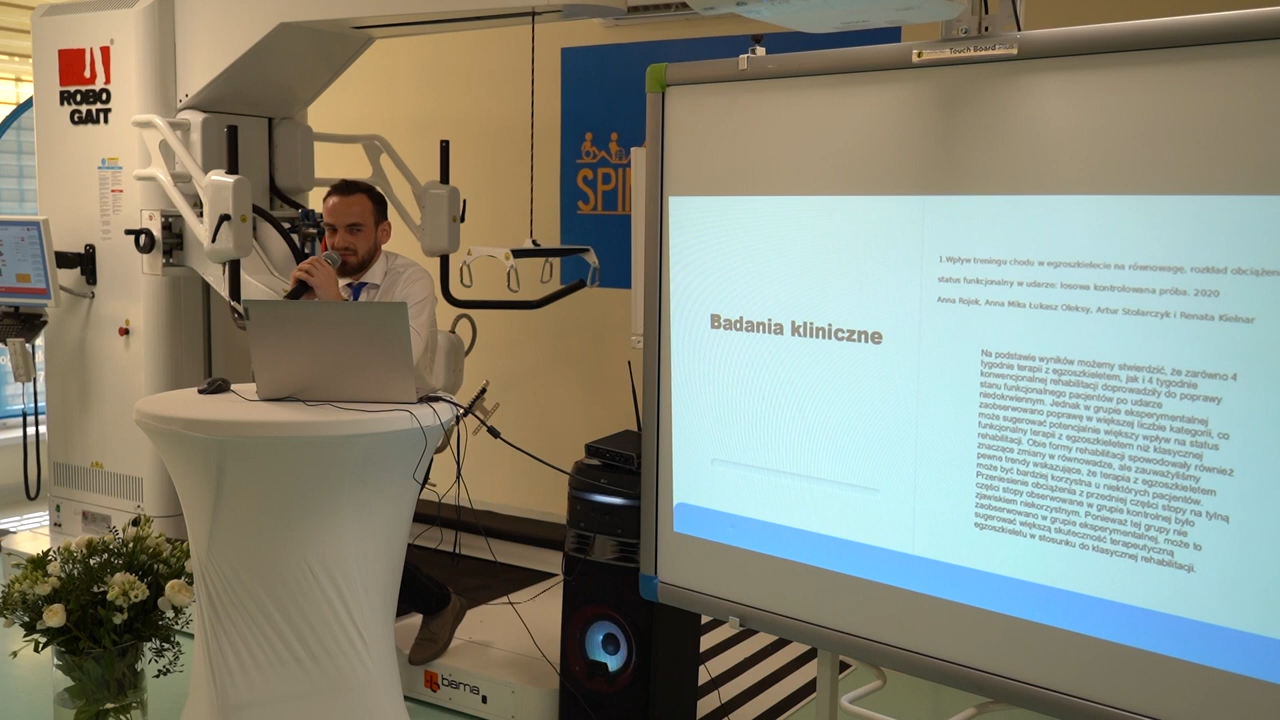 ROBO
GAIT
SPIN
Touch Board Plus
Badania kliniczne
1.Wpływ treningu chodu w egzoszkielecie na równowagę, rozkład obciążen
status funkcjonalny w udarze: losowa kontrolowana próba. 2020
Anna Rojek, Anna Mika Łukasz Oleksy, Artur Stolarczyk i Renata Kielnar
Na podstawie wyników możemy stwierdzić, że zarówno 4
tygodnie terapii z egzoszkieletem, jak i 4 tygodnie
konwencjonalnej rehabilitacji doprowadziły do poprawy
stanu funkcjonalnego pacjentów po udarze
niedokrwiennym. Jednak w grupie eksperymentalnej
zaobserwowano poprawę w większej liczbie kategorii, co
może sugerować potencjalnie większy wpływ na status
funkcjonalny terapii z egzoszkieletem niż klasycznej
rehabilitacji. Obie formy rehabilitacji spowodowały również
znaczące zmiany w równowadze, ale zauważyliśmy
pewne trendy wskazujące, że terapia z egzoszkieletem
może być bardziej korzystna u niektórych pacjentów.
Przeniesienie obciążenia z przedniej części stopy na tylną
części stopy obserwowane w grupie kontrolnej było
zjawiskiem niekorzystnym. Ponieważ tej grupy nie
zaobserwowano w grupie eksperymentalnej, może to
sugerować większą skuteczność terapeutyczną
egzoszkieletu w stosunku do klasycznej rehabilitacji.
bama